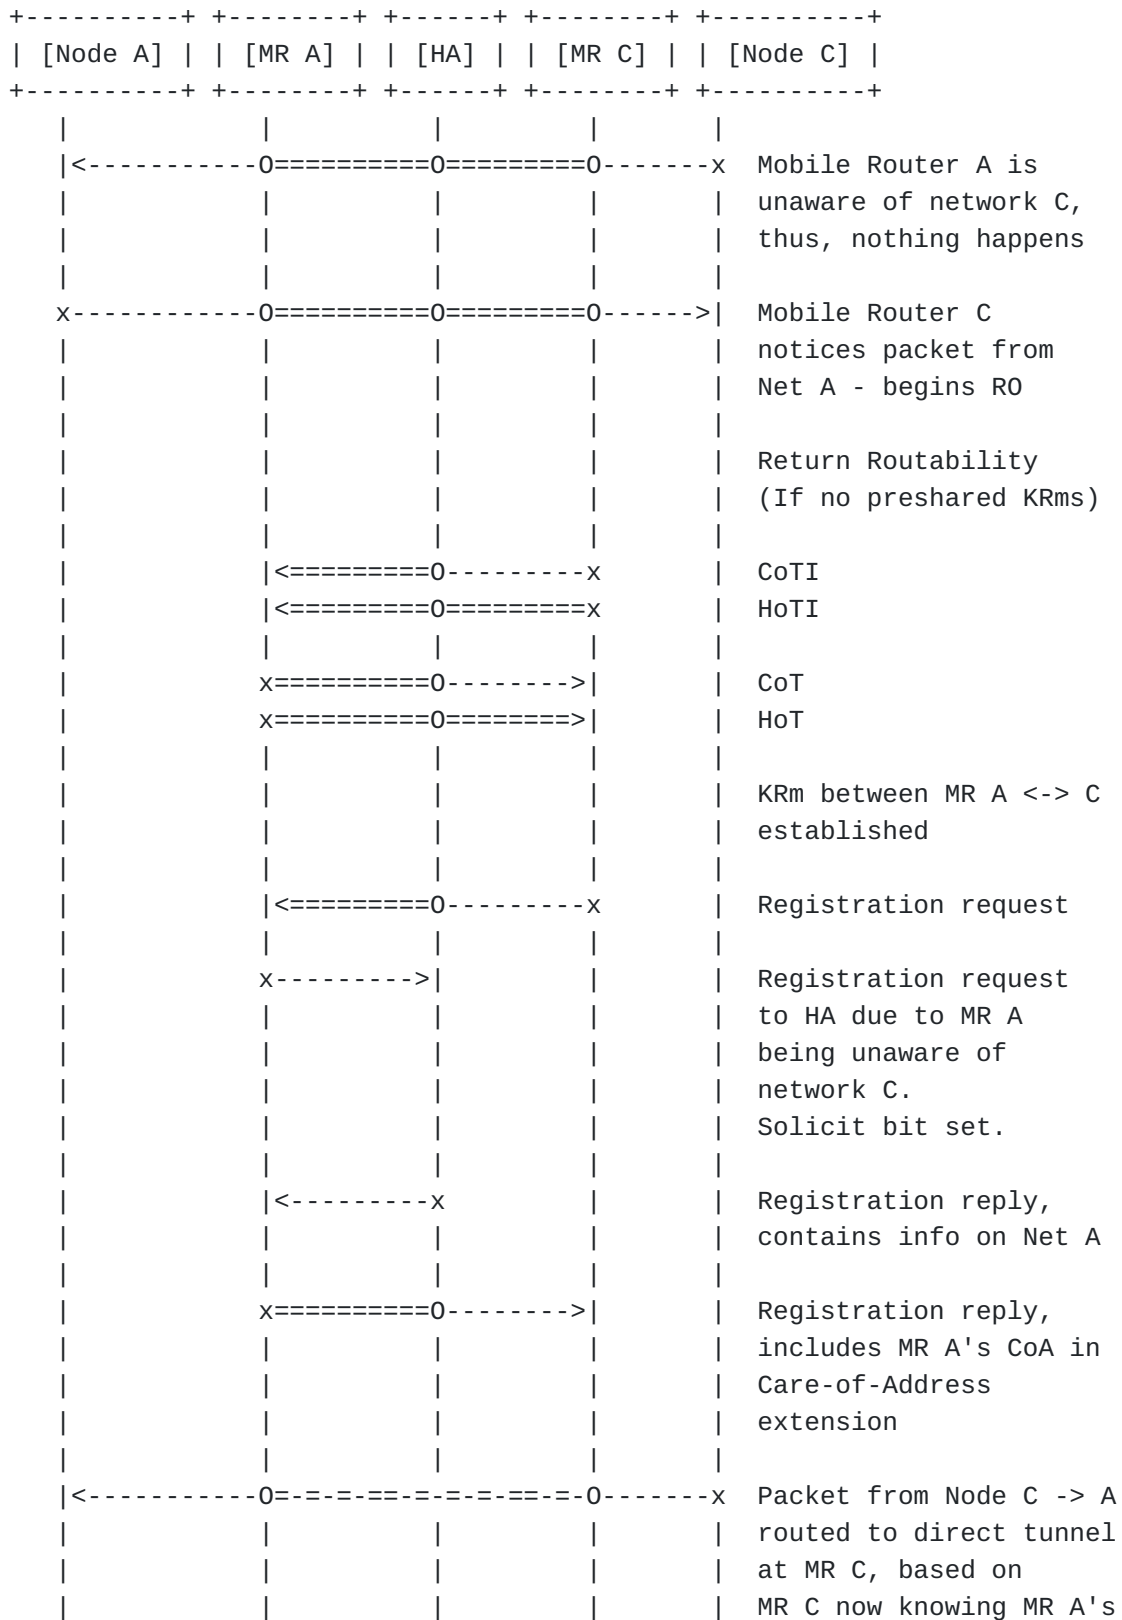 +----------+ +--------+ +------+ +--------+ +----------+
| [Node A] | | [MR A] | | [HA] | | [MR C] | | [Node C] |
+----------+ +--------+ +------+ +--------+ +----------+
   |            |          |         |       |
   |<-----------O==========O=========O-------x  Mobile Router A is
   |            |          |         |       |  unaware of network C,
   |            |          |         |       |  thus, nothing happens
   |            |          |         |       |
   x------------O==========O=========O------>|  Mobile Router C
   |            |          |         |       |  notices packet from
   |            |          |         |       |  Net A - begins RO
   |            |          |         |       |
   |            |          |         |       |  Return Routability
   |            |          |         |       |  (If no preshared KRms)
   |            |          |         |       |
   |            |<=========O---------x       |  CoTI
   |            |<=========O=========x       |  HoTI
   |            |          |         |       |
   |            x==========O-------->|       |  CoT
   |            x==========O========>|       |  HoT
   |            |          |         |       |
   |            |          |         |       |  KRm between MR A <-> C
   |            |          |         |       |  established
   |            |          |         |       |
   |            |<=========O---------x       |  Registration request
   |            |          |         |       |
   |            x--------->|         |       |  Registration request
   |            |          |         |       |  to HA due to MR A
   |            |          |         |       |  being unaware of
   |            |          |         |       |  network C.
   |            |          |         |       |  Solicit bit set.
   |            |          |         |       |
   |            |<---------x         |       |  Registration reply,
   |            |          |         |       |  contains info on Net A
   |            |          |         |       |
   |            x==========O-------->|       |  Registration reply,
   |            |          |         |       |  includes MR A's CoA in
   |            |          |         |       |  Care-of-Address
   |            |          |         |       |  extension
   |            |          |         |       |
   |<-----------O=-=-=-==-=-=-=-==-=-O-------x  Packet from Node C -> A
   |            |          |         |       |  routed to direct tunnel
   |            |          |         |       |  at MR C, based on
   |            |          |         |       |  MR C now knowing MR A's